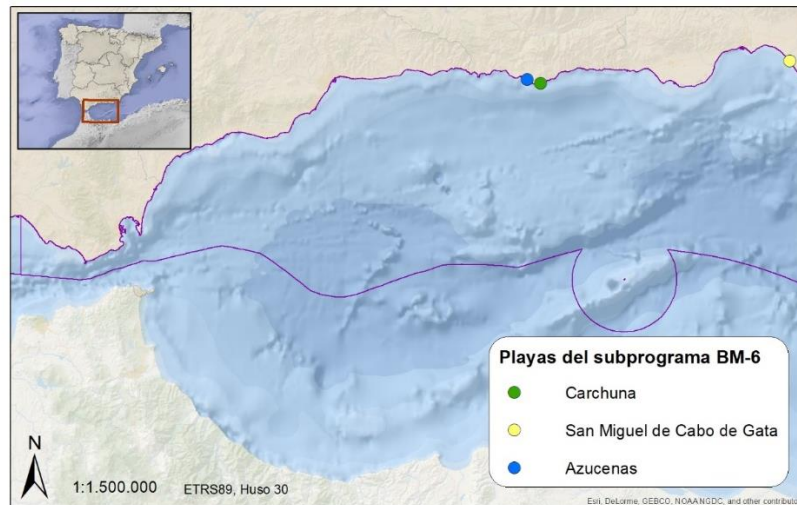 Playas del subprograma BM-6
Carchuna
San Miguel de Cabo de Gata
Azucenas
N
1:1.500.000 ETRS89, Huso 30
Esri, DeLorme, GEBCO, NOAA NGDC, and other contributo